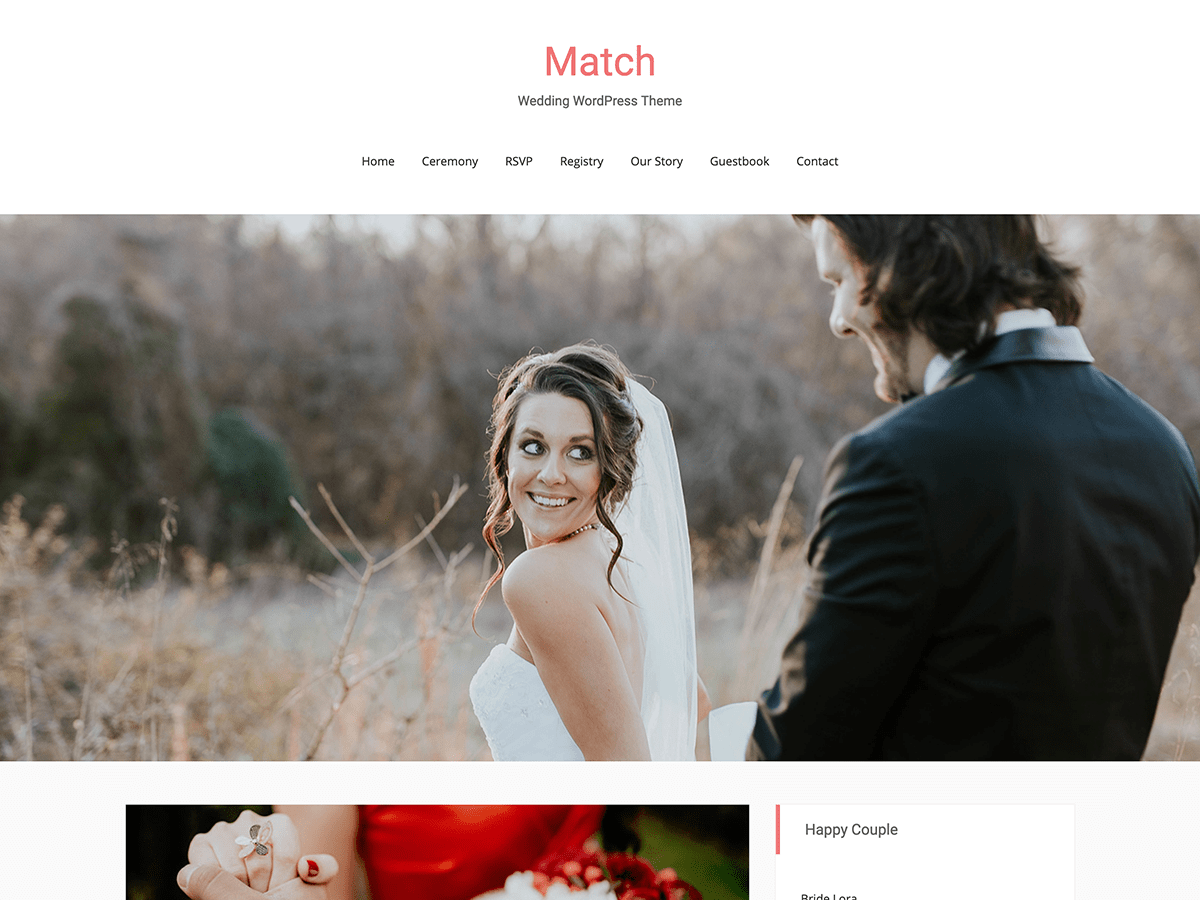 Match
Wedding WordPress Theme
Home Ceremony RSVP Registry Our Story Guestbook Contact
Happy Couple
Bride Lora